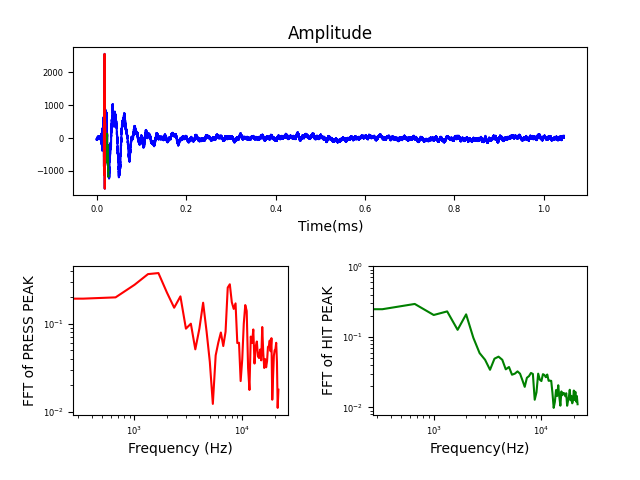 Amplitude
2000
1000
0
−1000
0.0 0.2 0.4 0.6 0.8 1.0
Time(ms)
FFT of PRESS PEAK
10⁻¹
10⁻²
10³ 10⁴
Frequency (Hz)
FFT of HIT PEAK
10⁰
10⁻¹
10⁻²
10³ 10⁴
Frequency(Hz)